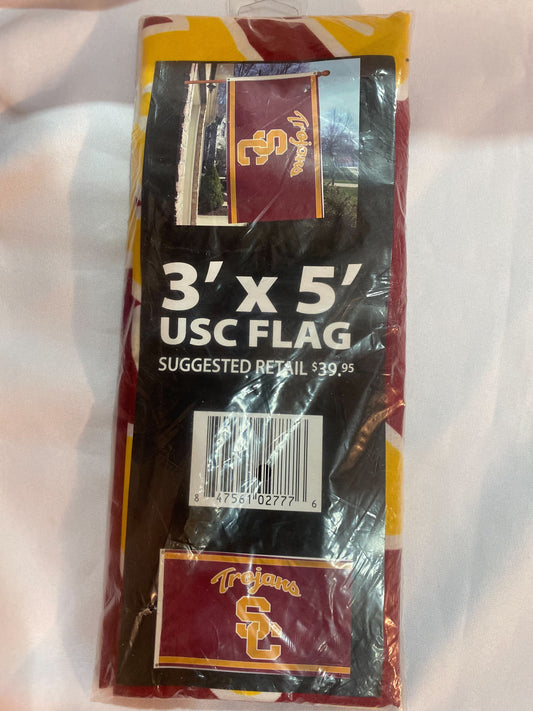 Trojans
SC
3' x 5'
USC FLAG
SUGGESTED RETAIL $39.95
8 47561 02777 6
Trojans
SC